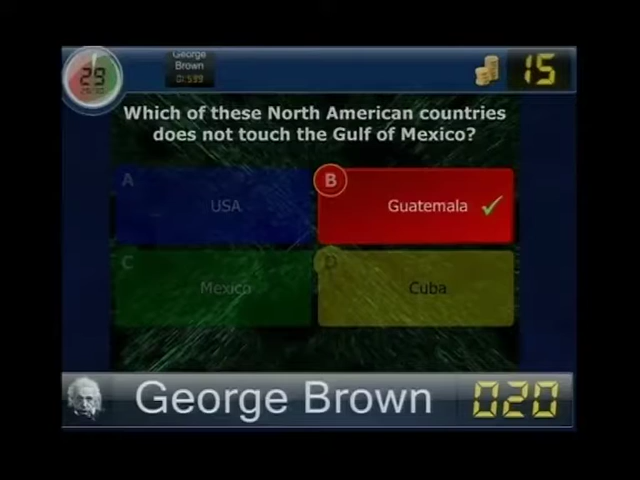 29
George
Brown
15
Which of these North American countries
does not touch the Gulf of Mexico?
A
USA
B
Guatemala
C
Mexico
D
Cuba
George Brown
020